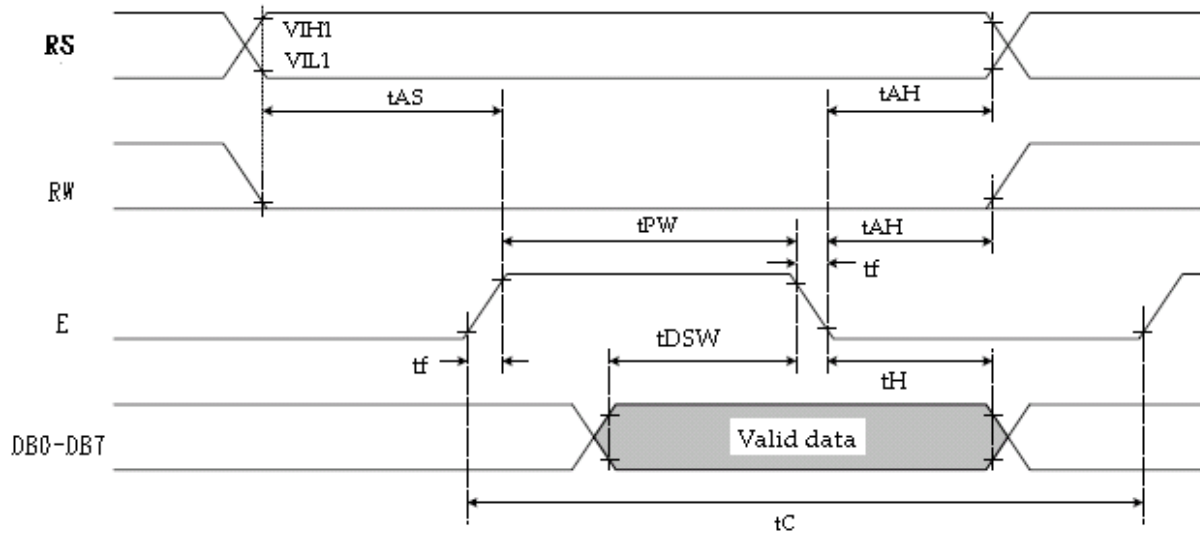 RS
VIH1
VIL1
tAS
tAH
RW
tPW
tAH
tf
E
tDSW
tf
tH
DB0-DB7
Valid data
tC